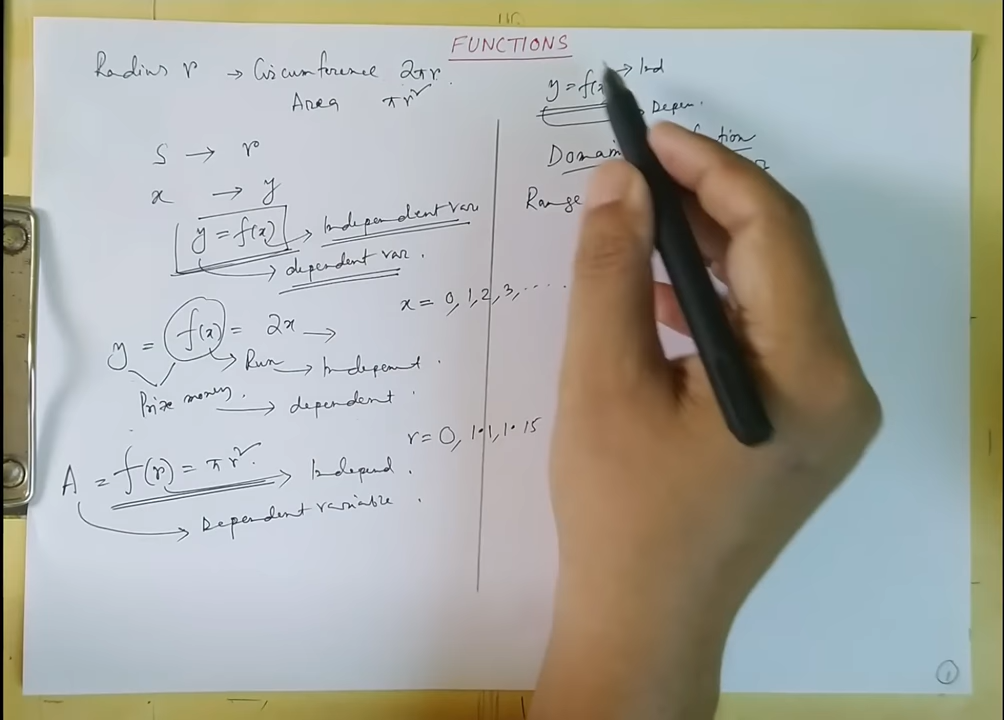 FUNCTIONS
Radius r → Circumference 2πr.
Area πr²
S → r
x → y
y = f(x) → Independent var
→ dependent var.
y = f(x) = 2x →
→ Run → Independent.
Prize money. → dependent.
A = f(r) = πr². → Independ.
→ Dependent variable.
y = f(x → Ind
→ Depen.
Domain
Range
x = 0, 1, 2, 3, .....
r = 0, 1.1, 1.15
1